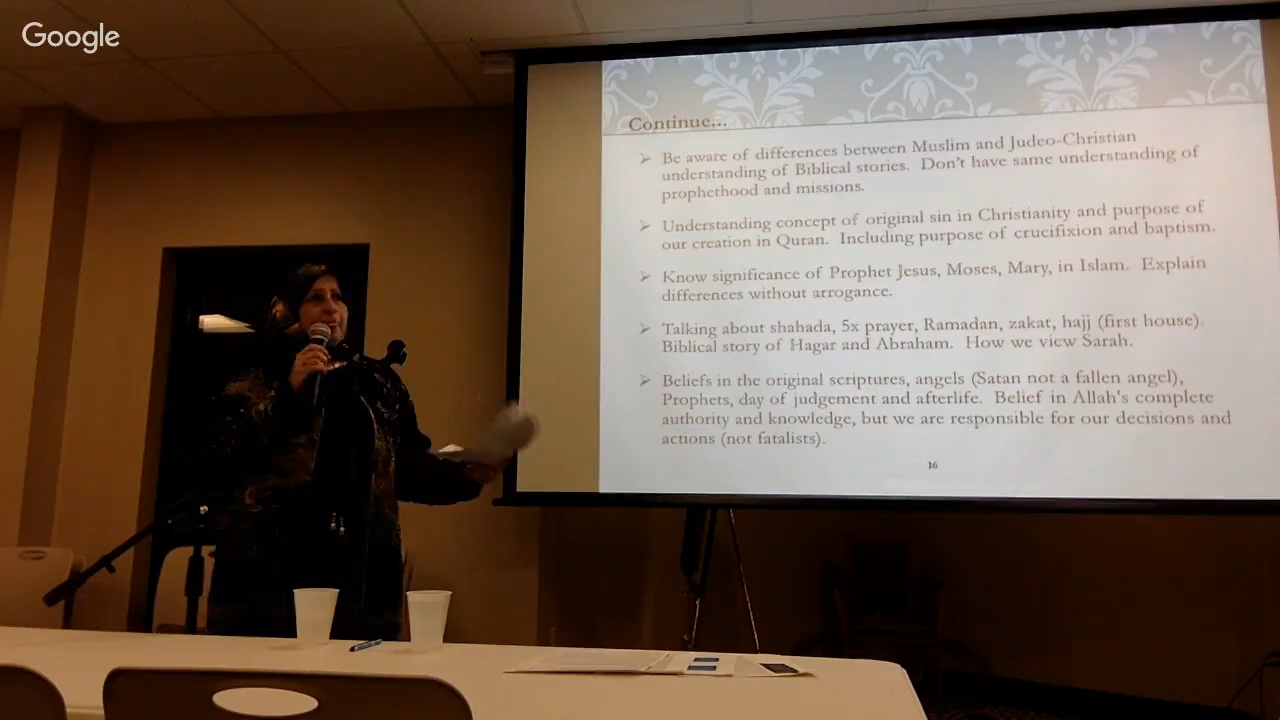 Google
Continue...
Be aware of differences between Muslim and Judeo-Christian
understanding of Biblical stories. Don't have same understanding of
prophethood and missions.
Understanding concept of original sin in Christianity and purpose of
our creation in Quran. Including purpose of crucifixion and baptism.
Know significance of Prophet Jesus, Moses, Mary, in Islam. Explain
differences without arrogance.
Talking about shahada, 5x prayer, Ramadan, zakat, hajj (first house).
Biblical story of Hagar and Abraham. How we view Sarah.
Beliefs in the original scriptures, angels (Satan not a fallen angel),
Prophets, day of judgement and afterlife. Belief in Allah's complete
authority and knowledge, but we are responsible for our decisions and
actions (not fatalists).
16